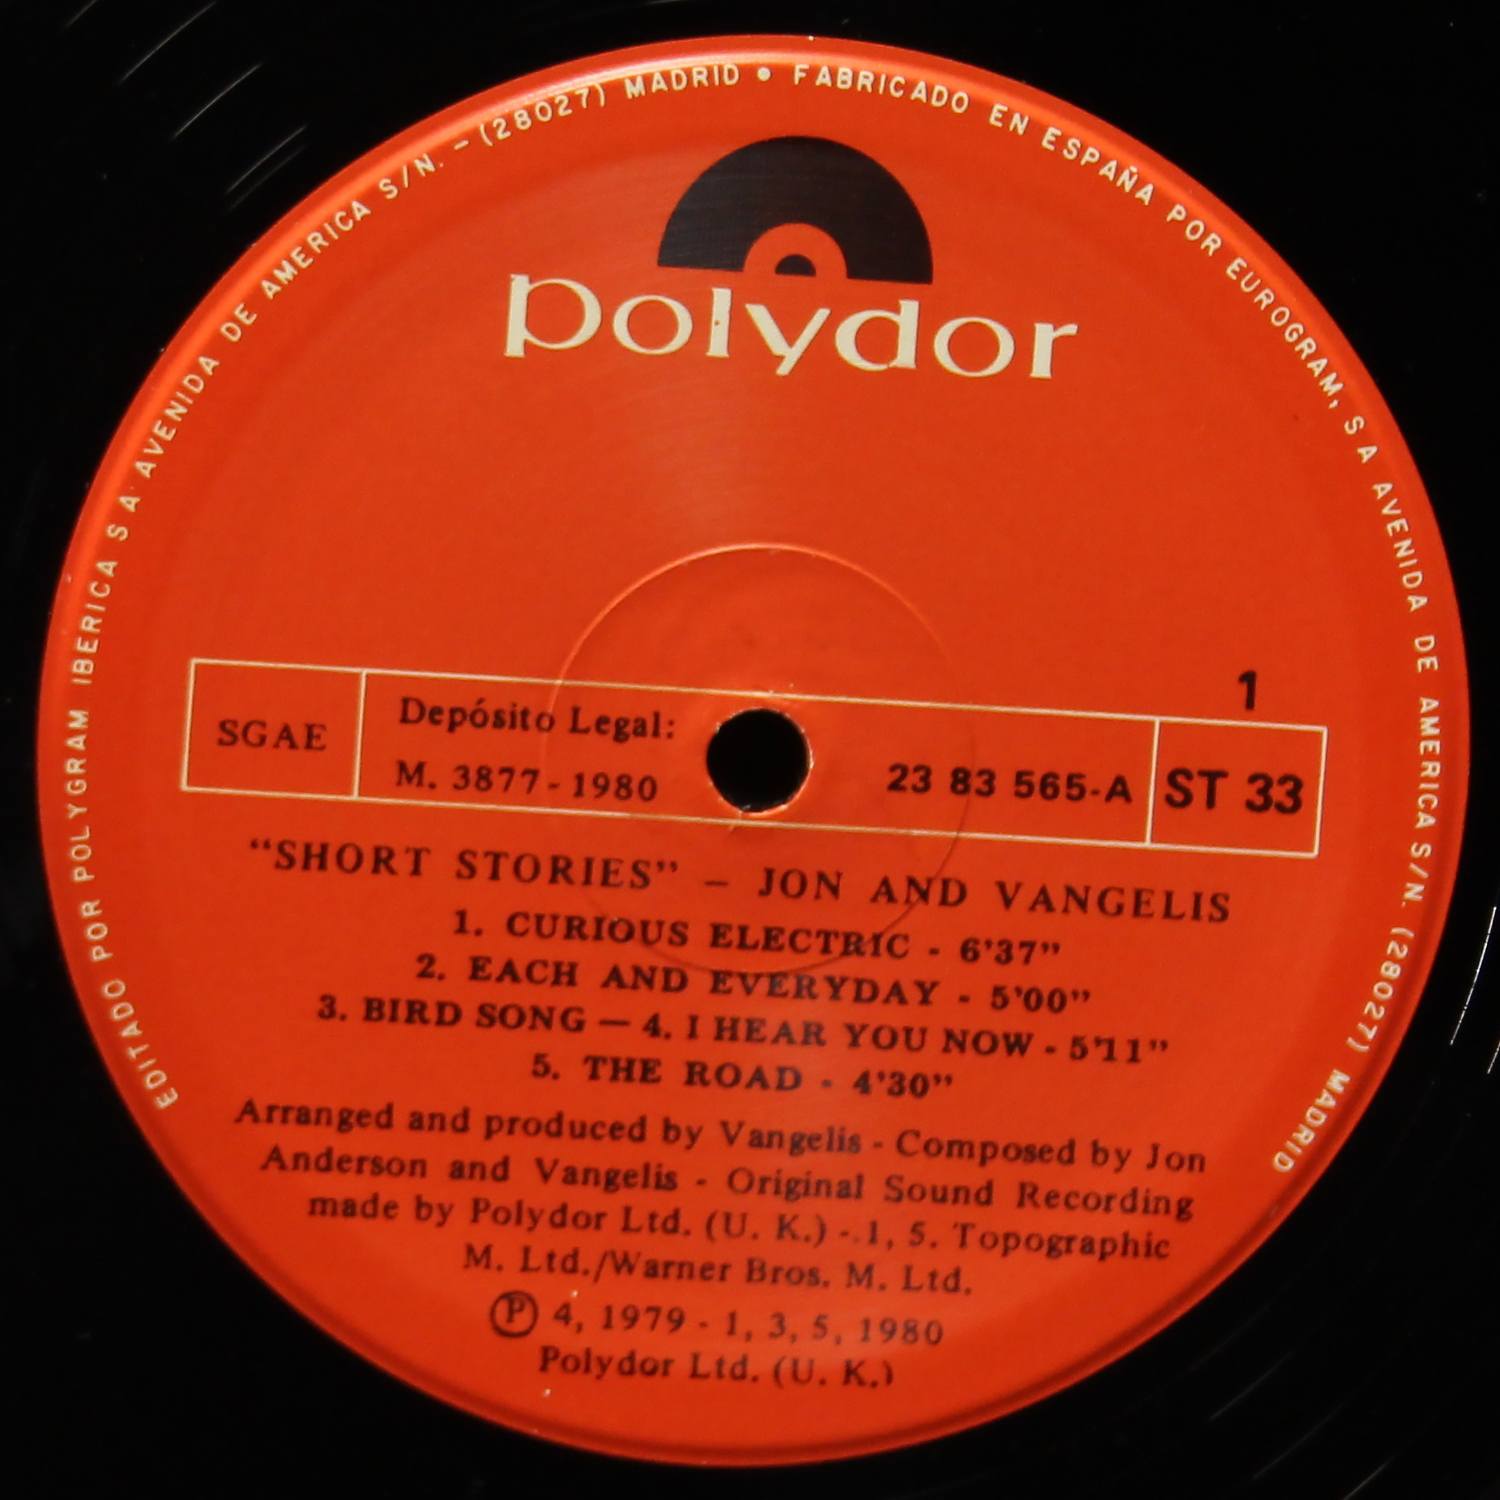 EDITADO POR POLYGRAM IBERICA S A. AVENIDA DE AMERICA S/N. - (28027) MADRID • FABRICADO EN ESPAÑA POR EUROGRAM, S A AVENIDA DE AMERICA S/N. (28027) MADRID
polydor
1
SGAE
Depósito Legal:
M. 3877-1980
23 83 565-A
ST 33
“SHORT STORIES” – JON AND VANGELIS
1. CURIOUS ELECTRIC - 6'37”
2. EACH AND EVERYDAY - 5'00”
3. BIRD SONG — 4. I HEAR YOU NOW - 5'11”
5. THE ROAD - 4'30”
Arranged and produced by Vangelis - Composed by Jon
Anderson and Vangelis - Original Sound Recording
made by Polydor Ltd. (U. K.) - 1, 5. Topographic
M. Ltd./Warner Bros. M. Ltd.
Ⓟ 4, 1979 - 1, 3, 5, 1980
Polydor Ltd. (U. K.)